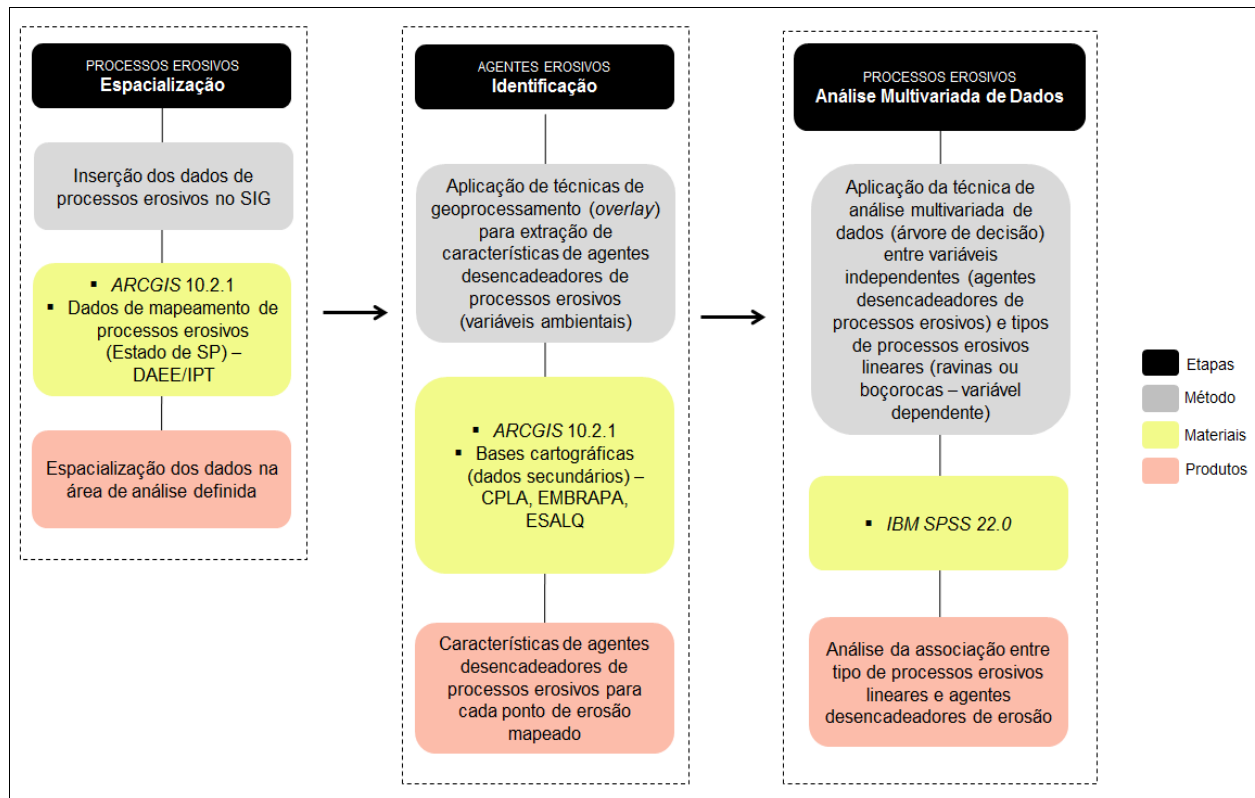 PROCESSOS EROSIVOS
Espacialização
Inserção dos dados de
processos erosivos no SIG
▪ ARCGIS 10.2.1
▪ Dados de mapeamento de
processos erosivos
(Estado de SP) –
DAEE/IPT
Espacialização dos dados na
área de análise definida
AGENTES EROSIVOS
Identificação
Aplicação de técnicas de
geoprocessamento (overlay)
para extração de
características de agentes
desencadeadores de
processos erosivos
(variáveis ambientais)
▪ ARCGIS 10.2.1
▪ Bases cartográficas
(dados secundários) –
CPLA, EMBRAPA,
ESALQ
Características de agentes
desencadeadores de
processos erosivos para
cada ponto de erosão
mapeado
PROCESSOS EROSIVOS
Análise Multivariada de Dados
Aplicação da técnica de
análise multivariada de
dados (árvore de decisão)
entre variáveis
independentes (agentes
desencadeadores de
processos erosivos) e tipos
de processos erosivos
lineares (ravinas ou
boçorocas – variável
dependente)
▪ IBM SPSS 22.0
Análise da associação entre
tipo de processos erosivos
lineares e agentes
desencadeadores de erosão
Etapas
Método
Materiais
Produtos